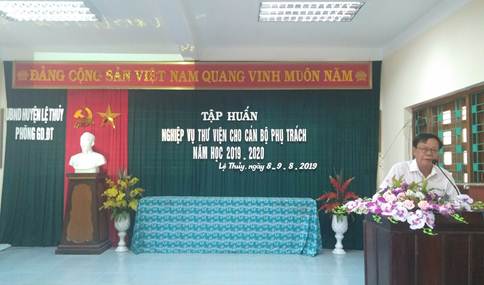 ĐẢNG CỘNG SẢN VIỆT NAM QUANG VINH MUÔN NĂM
UBND HUYỆN LỆ THỦY
PHÒNG GD.ĐT
TẬP HUẤN
NGHIỆP VỤ THƯ VIỆN CHO CÁN BỘ PHỤ TRÁCH
NĂM HỌC 2019 - 2020
Lệ Thủy, ngày 8-9-8-2019